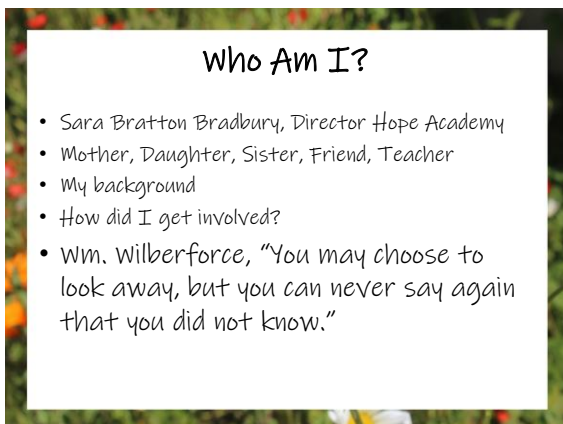 Who Am I?
• Sara Bratton Bradbury, Director Hope Academy
• Mother, Daughter, Sister, Friend, Teacher
• My background
• How did I get involved?
• Wm. Wilberforce, “You may choose to
look away, but you can never say again
that you did not know.”